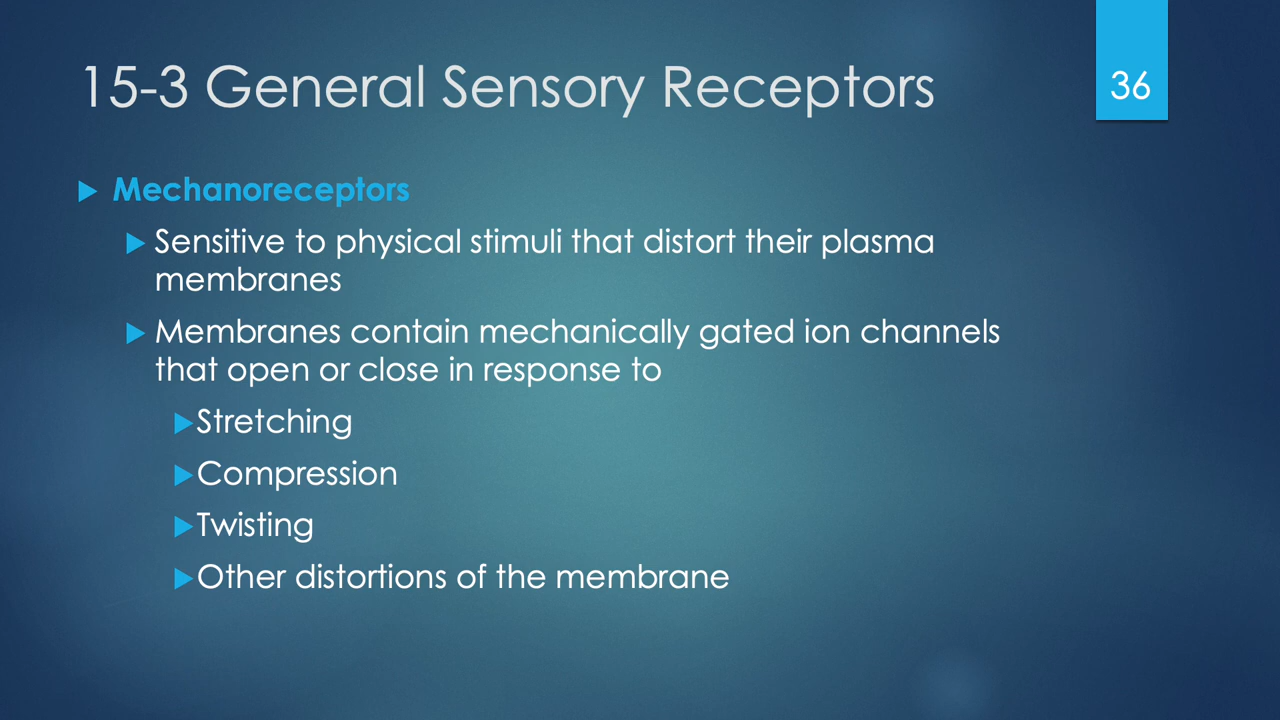 15-3 General Sensory Receptors
36
Mechanoreceptors
Sensitive to physical stimuli that distort their plasma
membranes
Membranes contain mechanically gated ion channels
that open or close in response to
Stretching
Compression
Twisting
Other distortions of the membrane